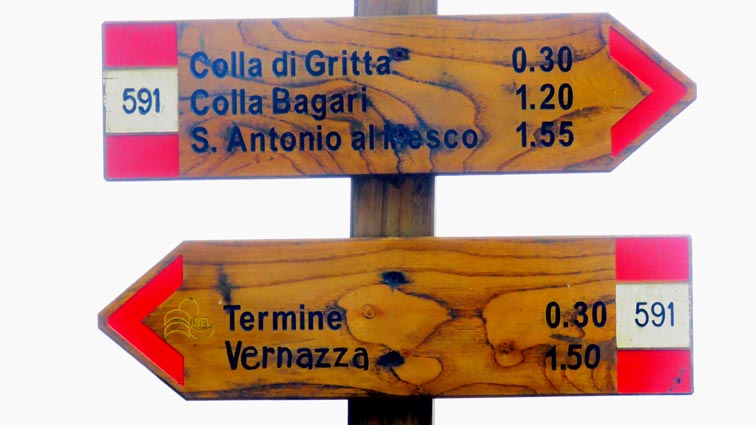 591
Colla di Gritta 0.30
Colla Bagari 1.20
S. Antonio al Mesco 1.55
Termine 0.30
Vernazza 1.50
591